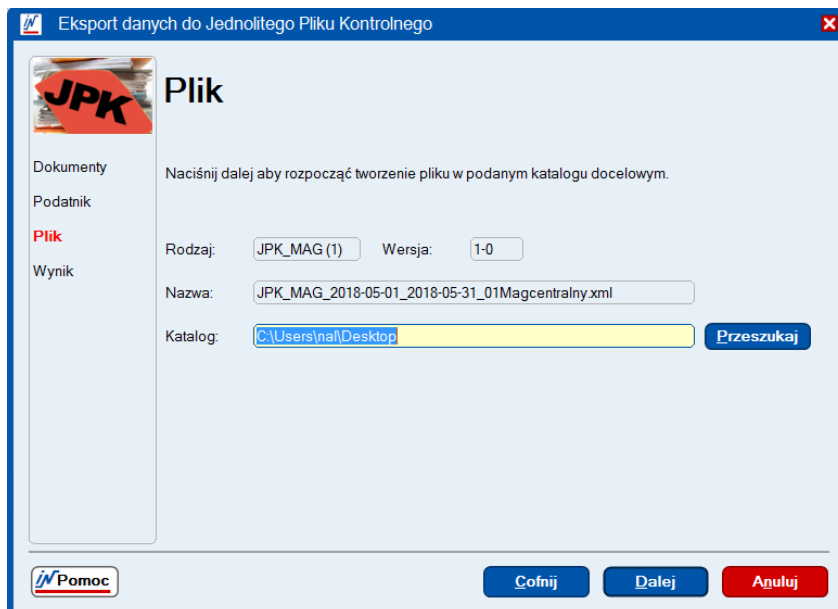 Eksport danych do Jednolitego Pliku Kontrolnego
JPK
Plik
Dokumenty
Podatnik
Plik
Wynik
Naciśnij dalej aby rozpocząć tworzenie pliku w podanym katalogu docelowym.
Rodzaj: JPK_MAG (1) Wersja: 1-0
Nazwa: JPK_MAG_2018-05-01_2018-05-31_01Magcentralny.xml
Katalog: C:\Users\nal\Desktop Przeszukaj
Pomoc Cofnij Dalej Anuluj